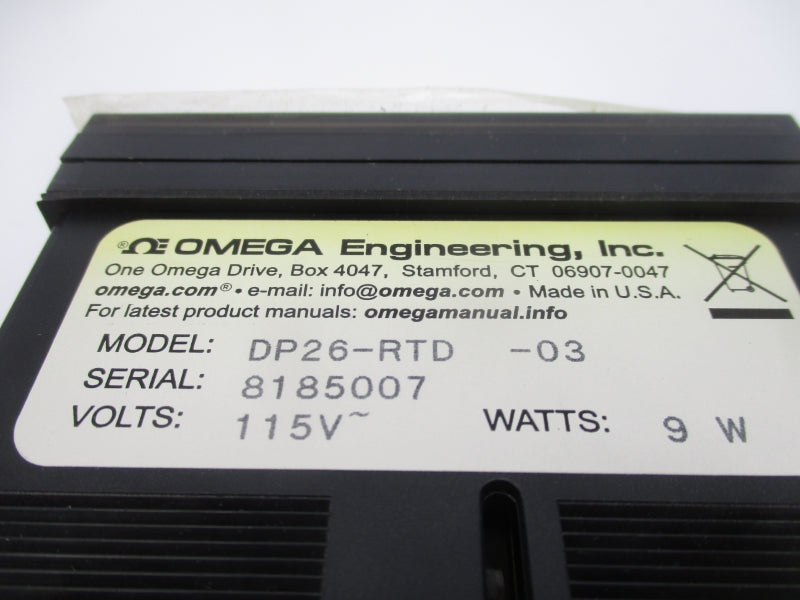 ® ΩE OMEGA Engineering, Inc.
One Omega Drive, Box 4047, Stamford, CT 06907-0047
omega.com® • e-mail: info@omega.com • Made in U.S.A.
For latest product manuals: omegamanual.info
MODEL: DP26-RTD -03
SERIAL: 8185007
VOLTS: 115V~ WATTS: 9 W